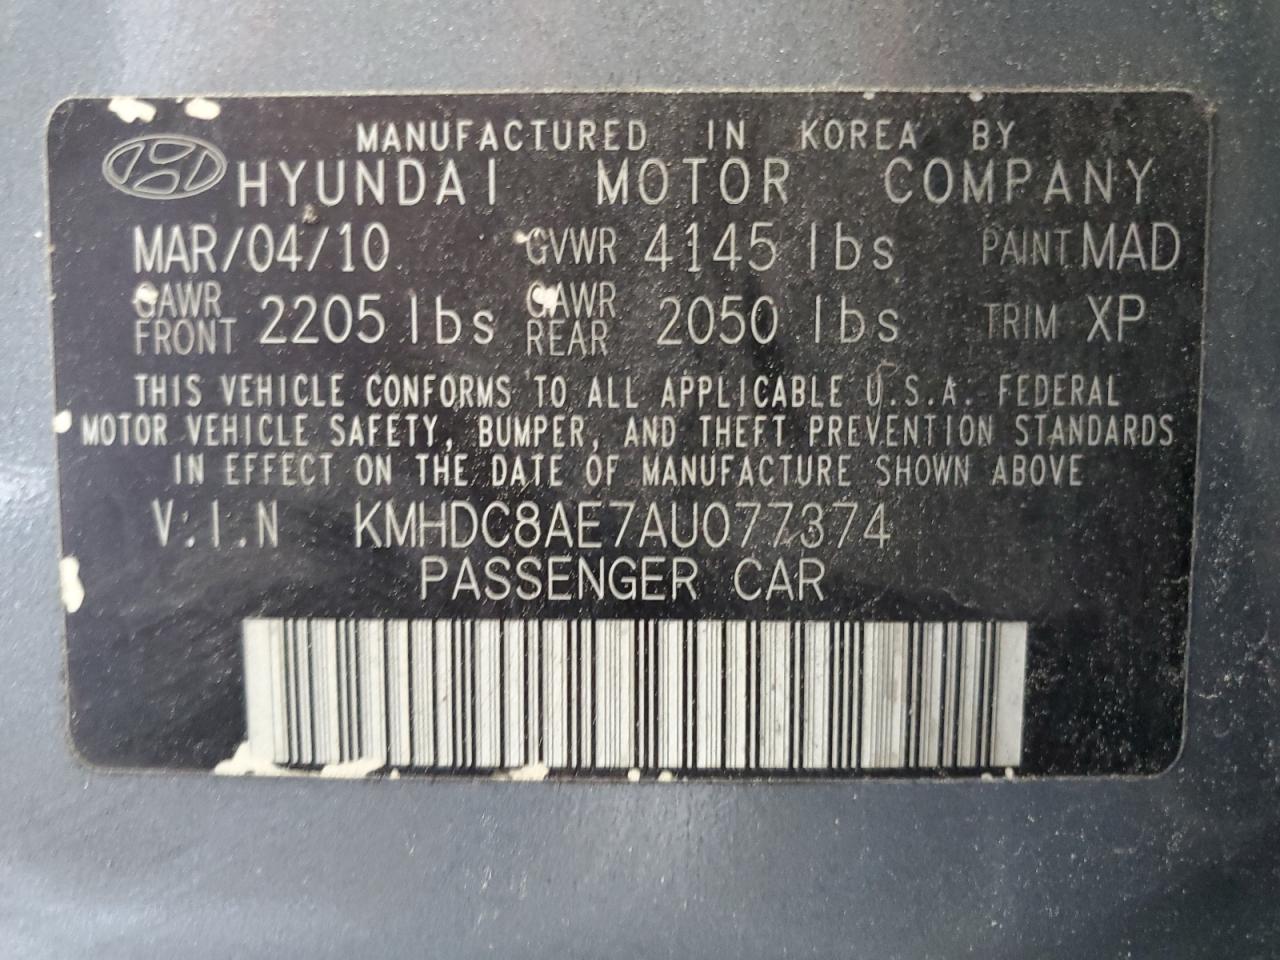 MANUFACTURED IN KOREA BY
HYUNDAI MOTOR COMPANY
MAR/04/10 GVWR 4145 lbs PAINT MAD
GAWR FRONT 2205 lbs GAWR REAR 2050 lbs TRIM XP
THIS VEHICLE CONFORMS TO ALL APPLICABLE U.S.A. FEDERAL
MOTOR VEHICLE SAFETY, BUMPER, AND THEFT PREVENTION STANDARDS
IN EFFECT ON THE DATE OF MANUFACTURE SHOWN ABOVE
V.I.N KMHDC8AE7AU077374
PASSENGER CAR